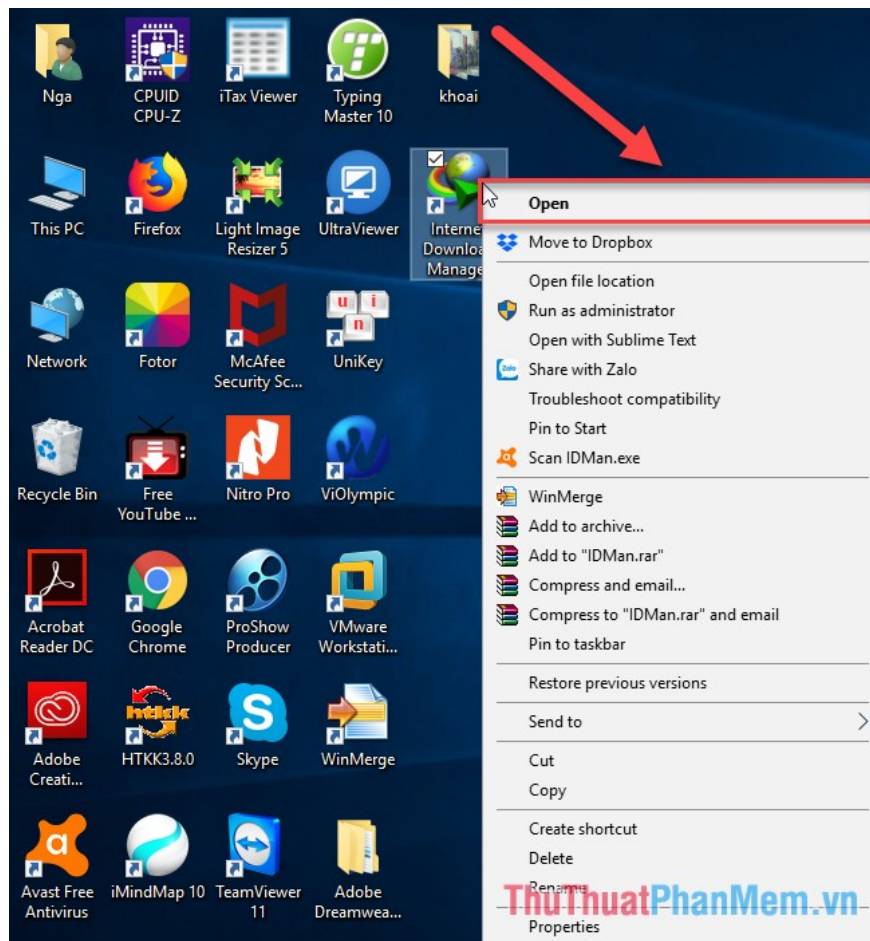 Nga
CPUID
CPU-Z
iTax Viewer
Typing
Master 10
khoai
This PC
Firefox
Light Image
Resizer 5
UltraViewer
Interne
Downloa
Manage
Network
Fotor
McAfee
Security Sc...
u i
n
UniKey
Recycle Bin
Free
YouTube ...
Nitro Pro
ViOlympic
Acrobat
Reader DC
Google
Chrome
ProShow
Producer
VMware
Workstati...
Adobe
Creati...
htkk
HTKK3.8.0
S
Skype
WinMerge
a
Avast Free
Antivirus
iMindMap 10
TeamViewer
11
Adobe
Dreamwea...
Open
Move to Dropbox
Open file location
Run as administrator
Open with Sublime Text
Zalo
Share with Zalo
Troubleshoot compatibility
Pin to Start
Scan IDMan.exe
WinMerge
Add to archive...
Add to "IDMan.rar"
Compress and email...
Compress to "IDMan.rar" and email
Pin to taskbar
Restore previous versions
Send to
Cut
Copy
Create shortcut
Delete
Rename
ThuThuatPhanMem.vn
Properties